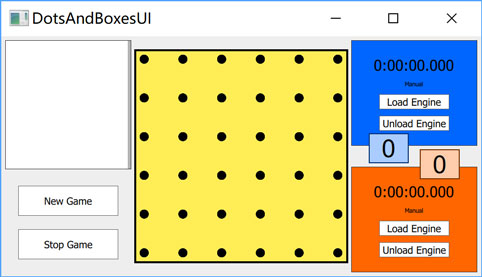 DotsAndBoxesUI
0:00:00.000
Manual
Load Engine
Unload Engine
0
0
0:00:00.000
Manual
Load Engine
Unload Engine
New Game
Stop Game